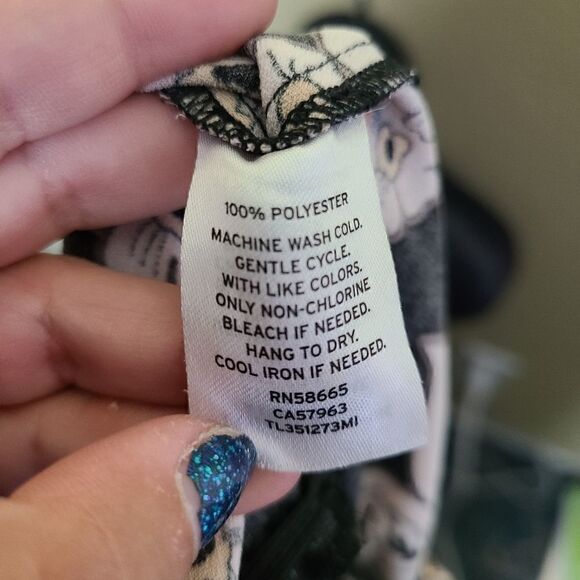 100% POLYESTER
MACHINE WASH COLD.
GENTLE CYCLE.
WITH LIKE COLORS.
ONLY NON-CHLORINE
BLEACH IF NEEDED.
HANG TO DRY.
COOL IRON IF NEEDED.
RN58665
CA57963
TL351273MI